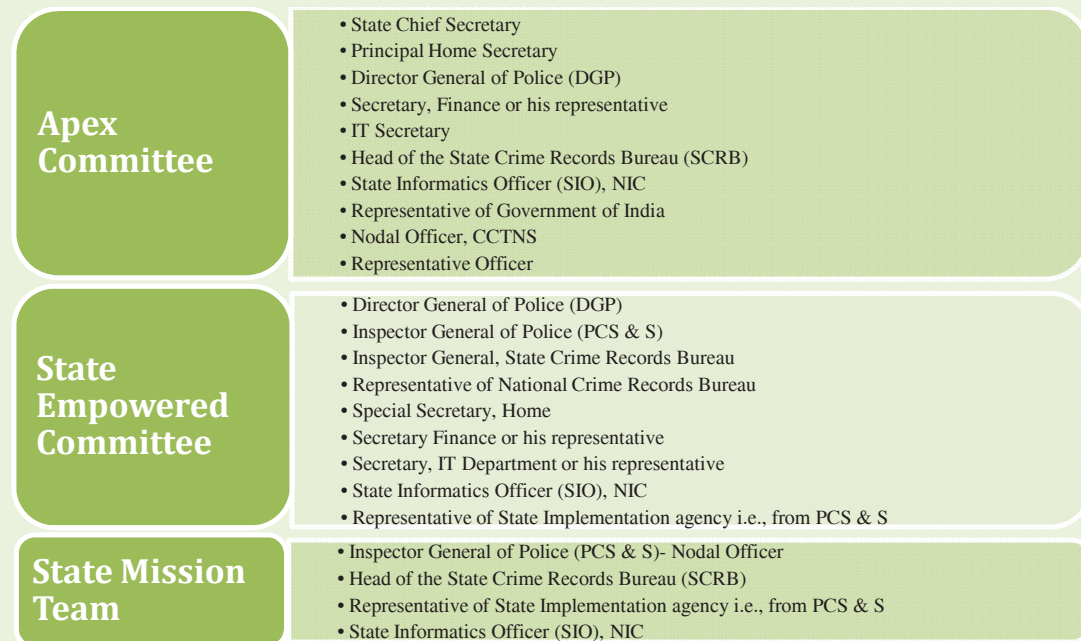 Apex
Committee
• State Chief Secretary
• Principal Home Secretary
• Director General of Police (DGP)
• Secretary, Finance or his representative
• IT Secretary
• Head of the State Crime Records Bureau (SCRB)
• State Informatics Officer (SIO), NIC
• Representative of Government of India
• Nodal Officer, CCTNS
• Representative Officer
State
Empowered
Committee
• Director General of Police (DGP)
• Inspector General of Police (PCS & S)
• Inspector General, State Crime Records Bureau
• Representative of National Crime Records Bureau
• Special Secretary, Home
• Secretary Finance or his representative
• Secretary, IT Department or his representative
• State Informatics Officer (SIO), NIC
• Representative of State Implementation agency i.e., from PCS & S
State Mission
Team
• Inspector General of Police (PCS & S)- Nodal Officer
• Head of the State Crime Records Bureau (SCRB)
• Representative of State Implementation agency i.e., from PCS & S
• State Informatics Officer (SIO), NIC